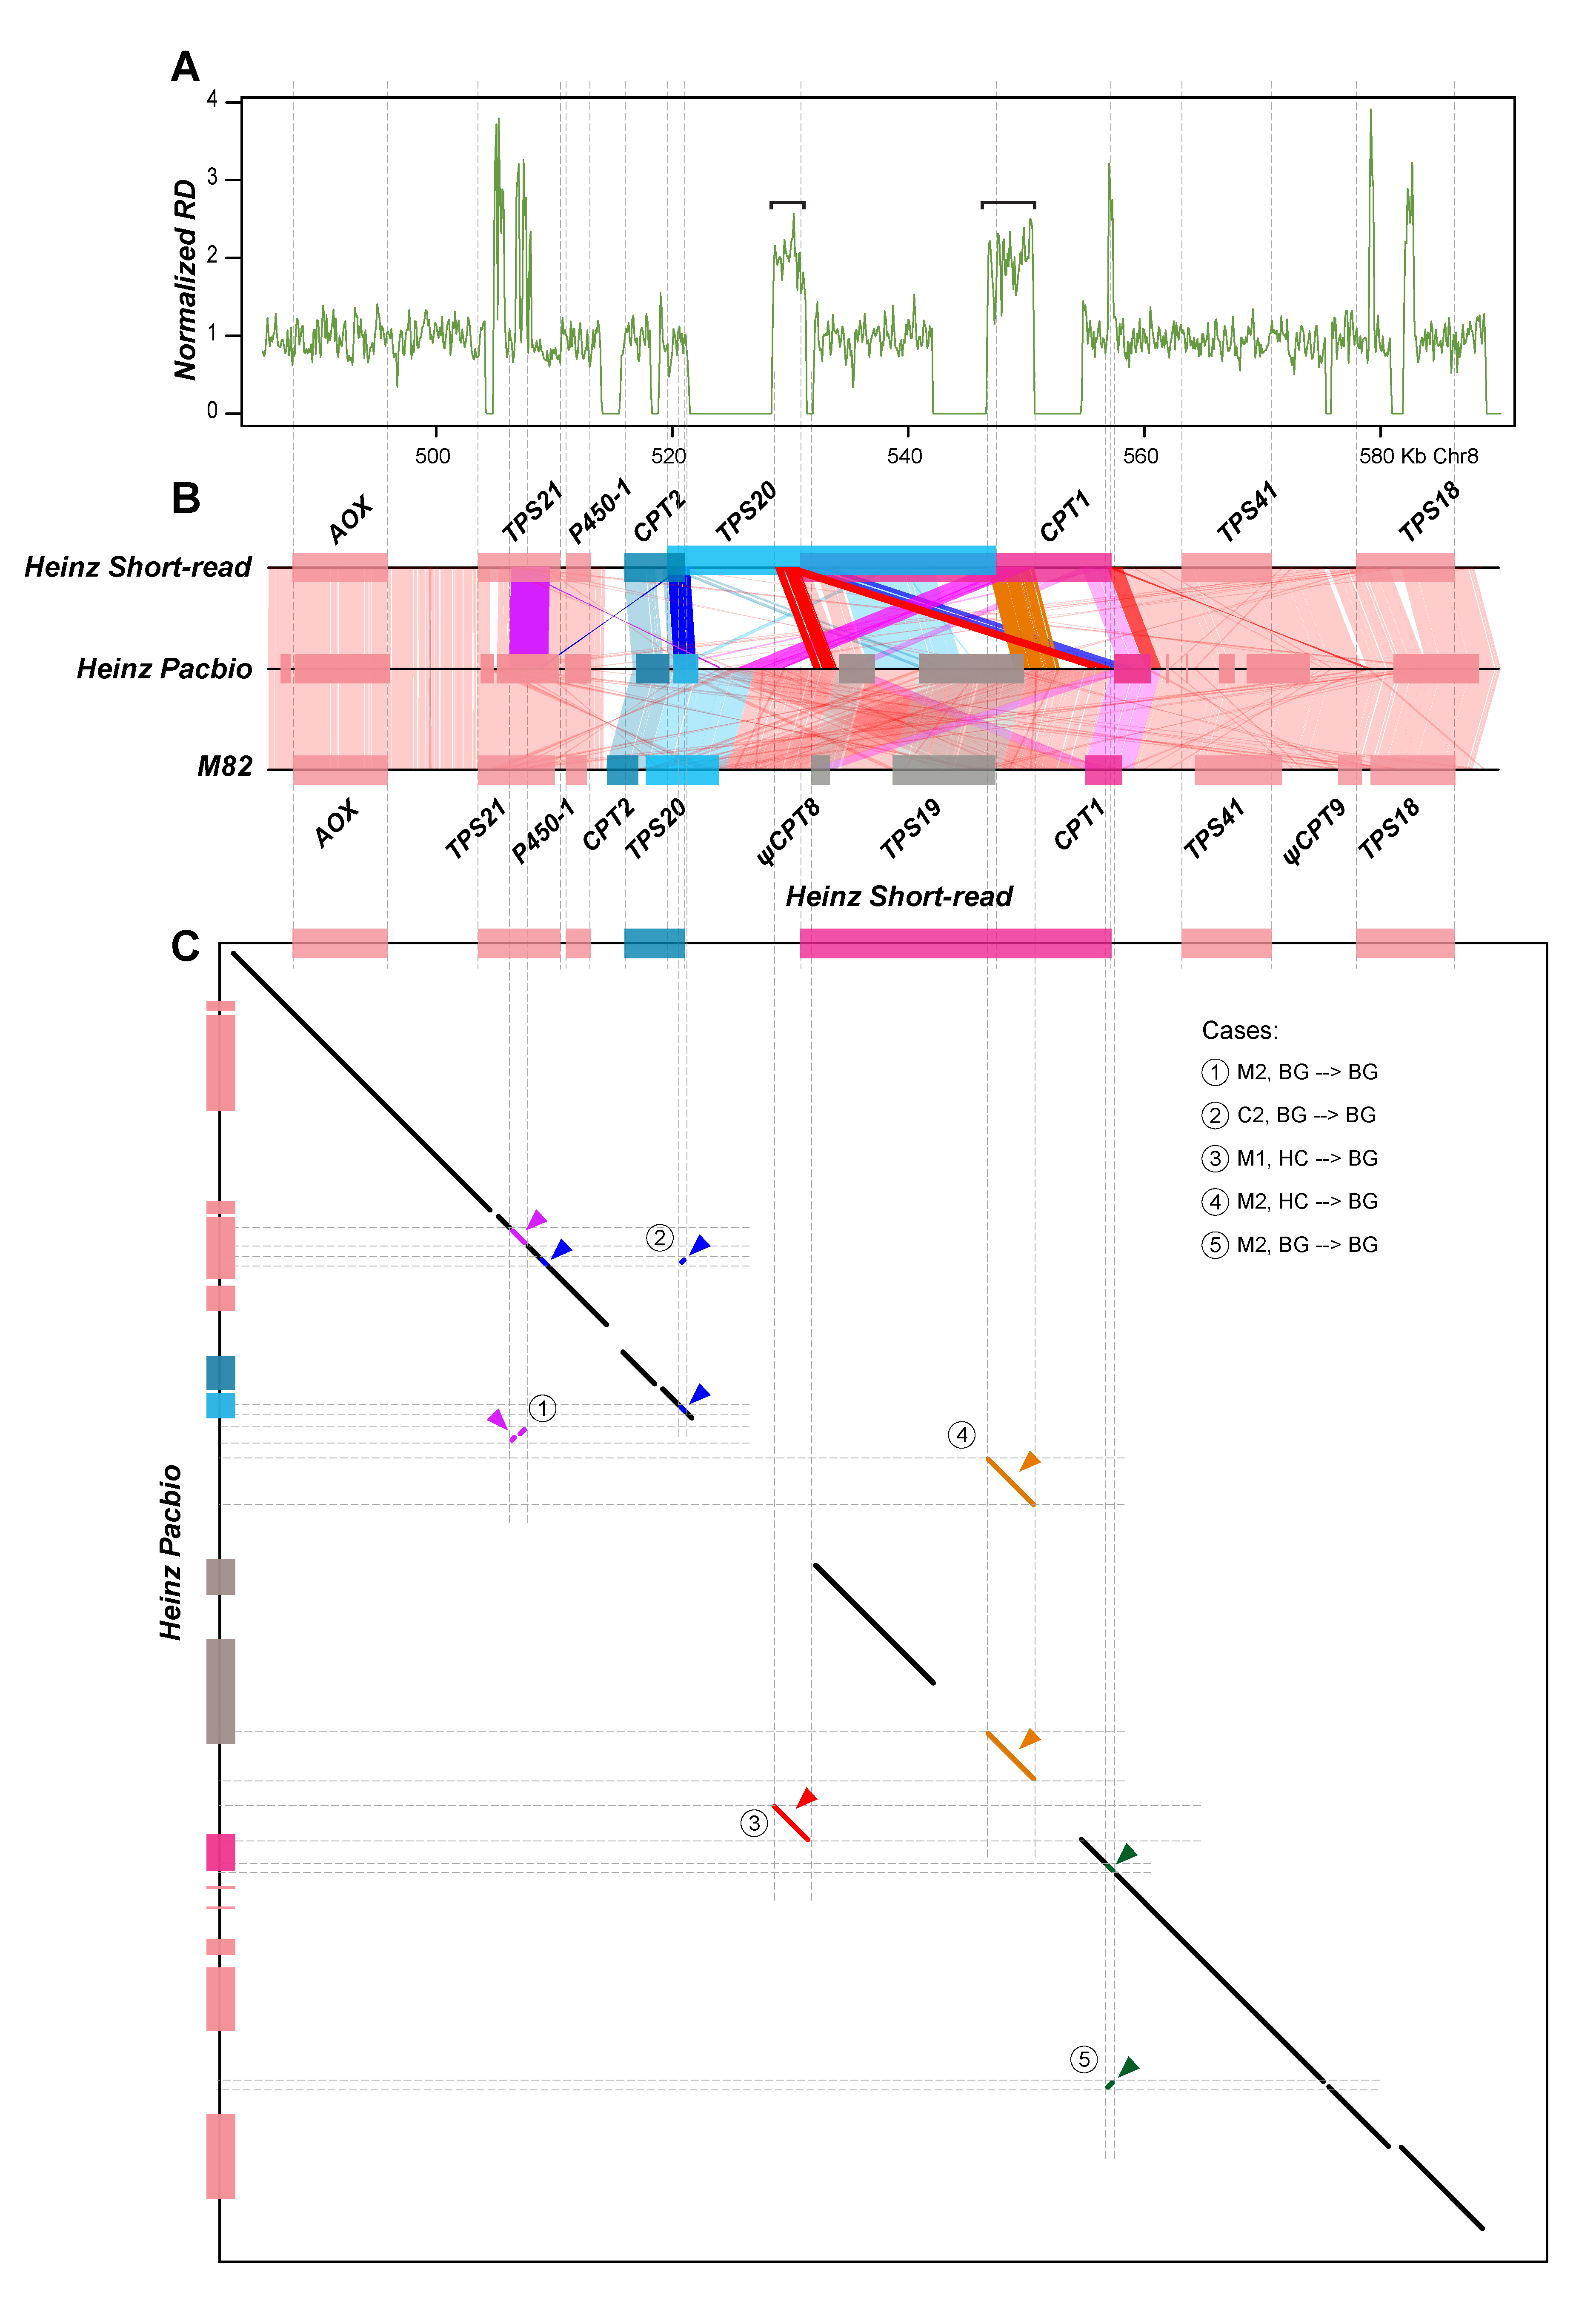 A
4
3
2
1
0
Normalized RD
500
520
540
560
580 Kb Chr8
B
AOX
TPS21
P450-1
CPT2
TPS20
CPT1
TPS41
TPS18
Heinz Short-read
Heinz Pacbio
M82
AOX
TPS21
P450-1
CPT2
TPS20
ψCPT8
TPS19
CPT1
TPS41
ψCPT9
TPS18
Heinz Short-read
C
Cases:
① M2, BG --> BG
② C2, BG --> BG
③ M1, HC --> BG
④ M2, HC --> BG
⑤ M2, BG --> BG
②
①
④
Heinz Pacbio
③
⑤